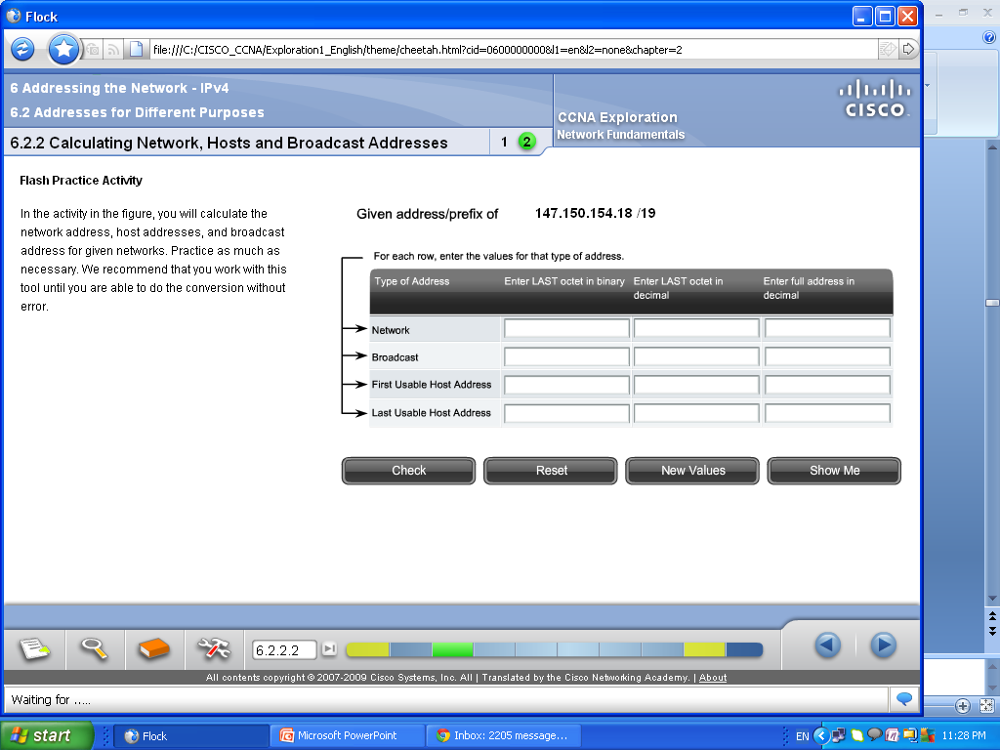 Flock
file:///C:/CISCO_CCNA/Exploration1_English/theme/cheetah.html?cid=0600000000&l1=en&l2=none&chapter=2
6 Addressing the Network - IPv4
6.2 Addresses for Different Purposes
CCNA Exploration
Network Fundamentals
CISCO
6.2.2 Calculating Network, Hosts and Broadcast Addresses
1 2
Flash Practice Activity
In the activity in the figure, you will calculate the
network address, host addresses, and broadcast
address for given networks. Practice as much as
necessary. We recommend that you work with this
tool until you are able to do the conversion without
error.
Given address/prefix of 147.150.154.18 /19
For each row, enter the values for that type of address.
Type of Address Enter LAST octet in binary Enter LAST octet in decimal Enter full address in decimal
Network
Broadcast
First Usable Host Address
Last Usable Host Address
Check Reset New Values Show Me
6.2.2.2
All contents copyright © 2007-2009 Cisco Systems, Inc. All | Translated by the Cisco Networking Academy. | About
Waiting for .....
start Flock Microsoft PowerPoint Inbox: 2205 message... EN 11:28 PM